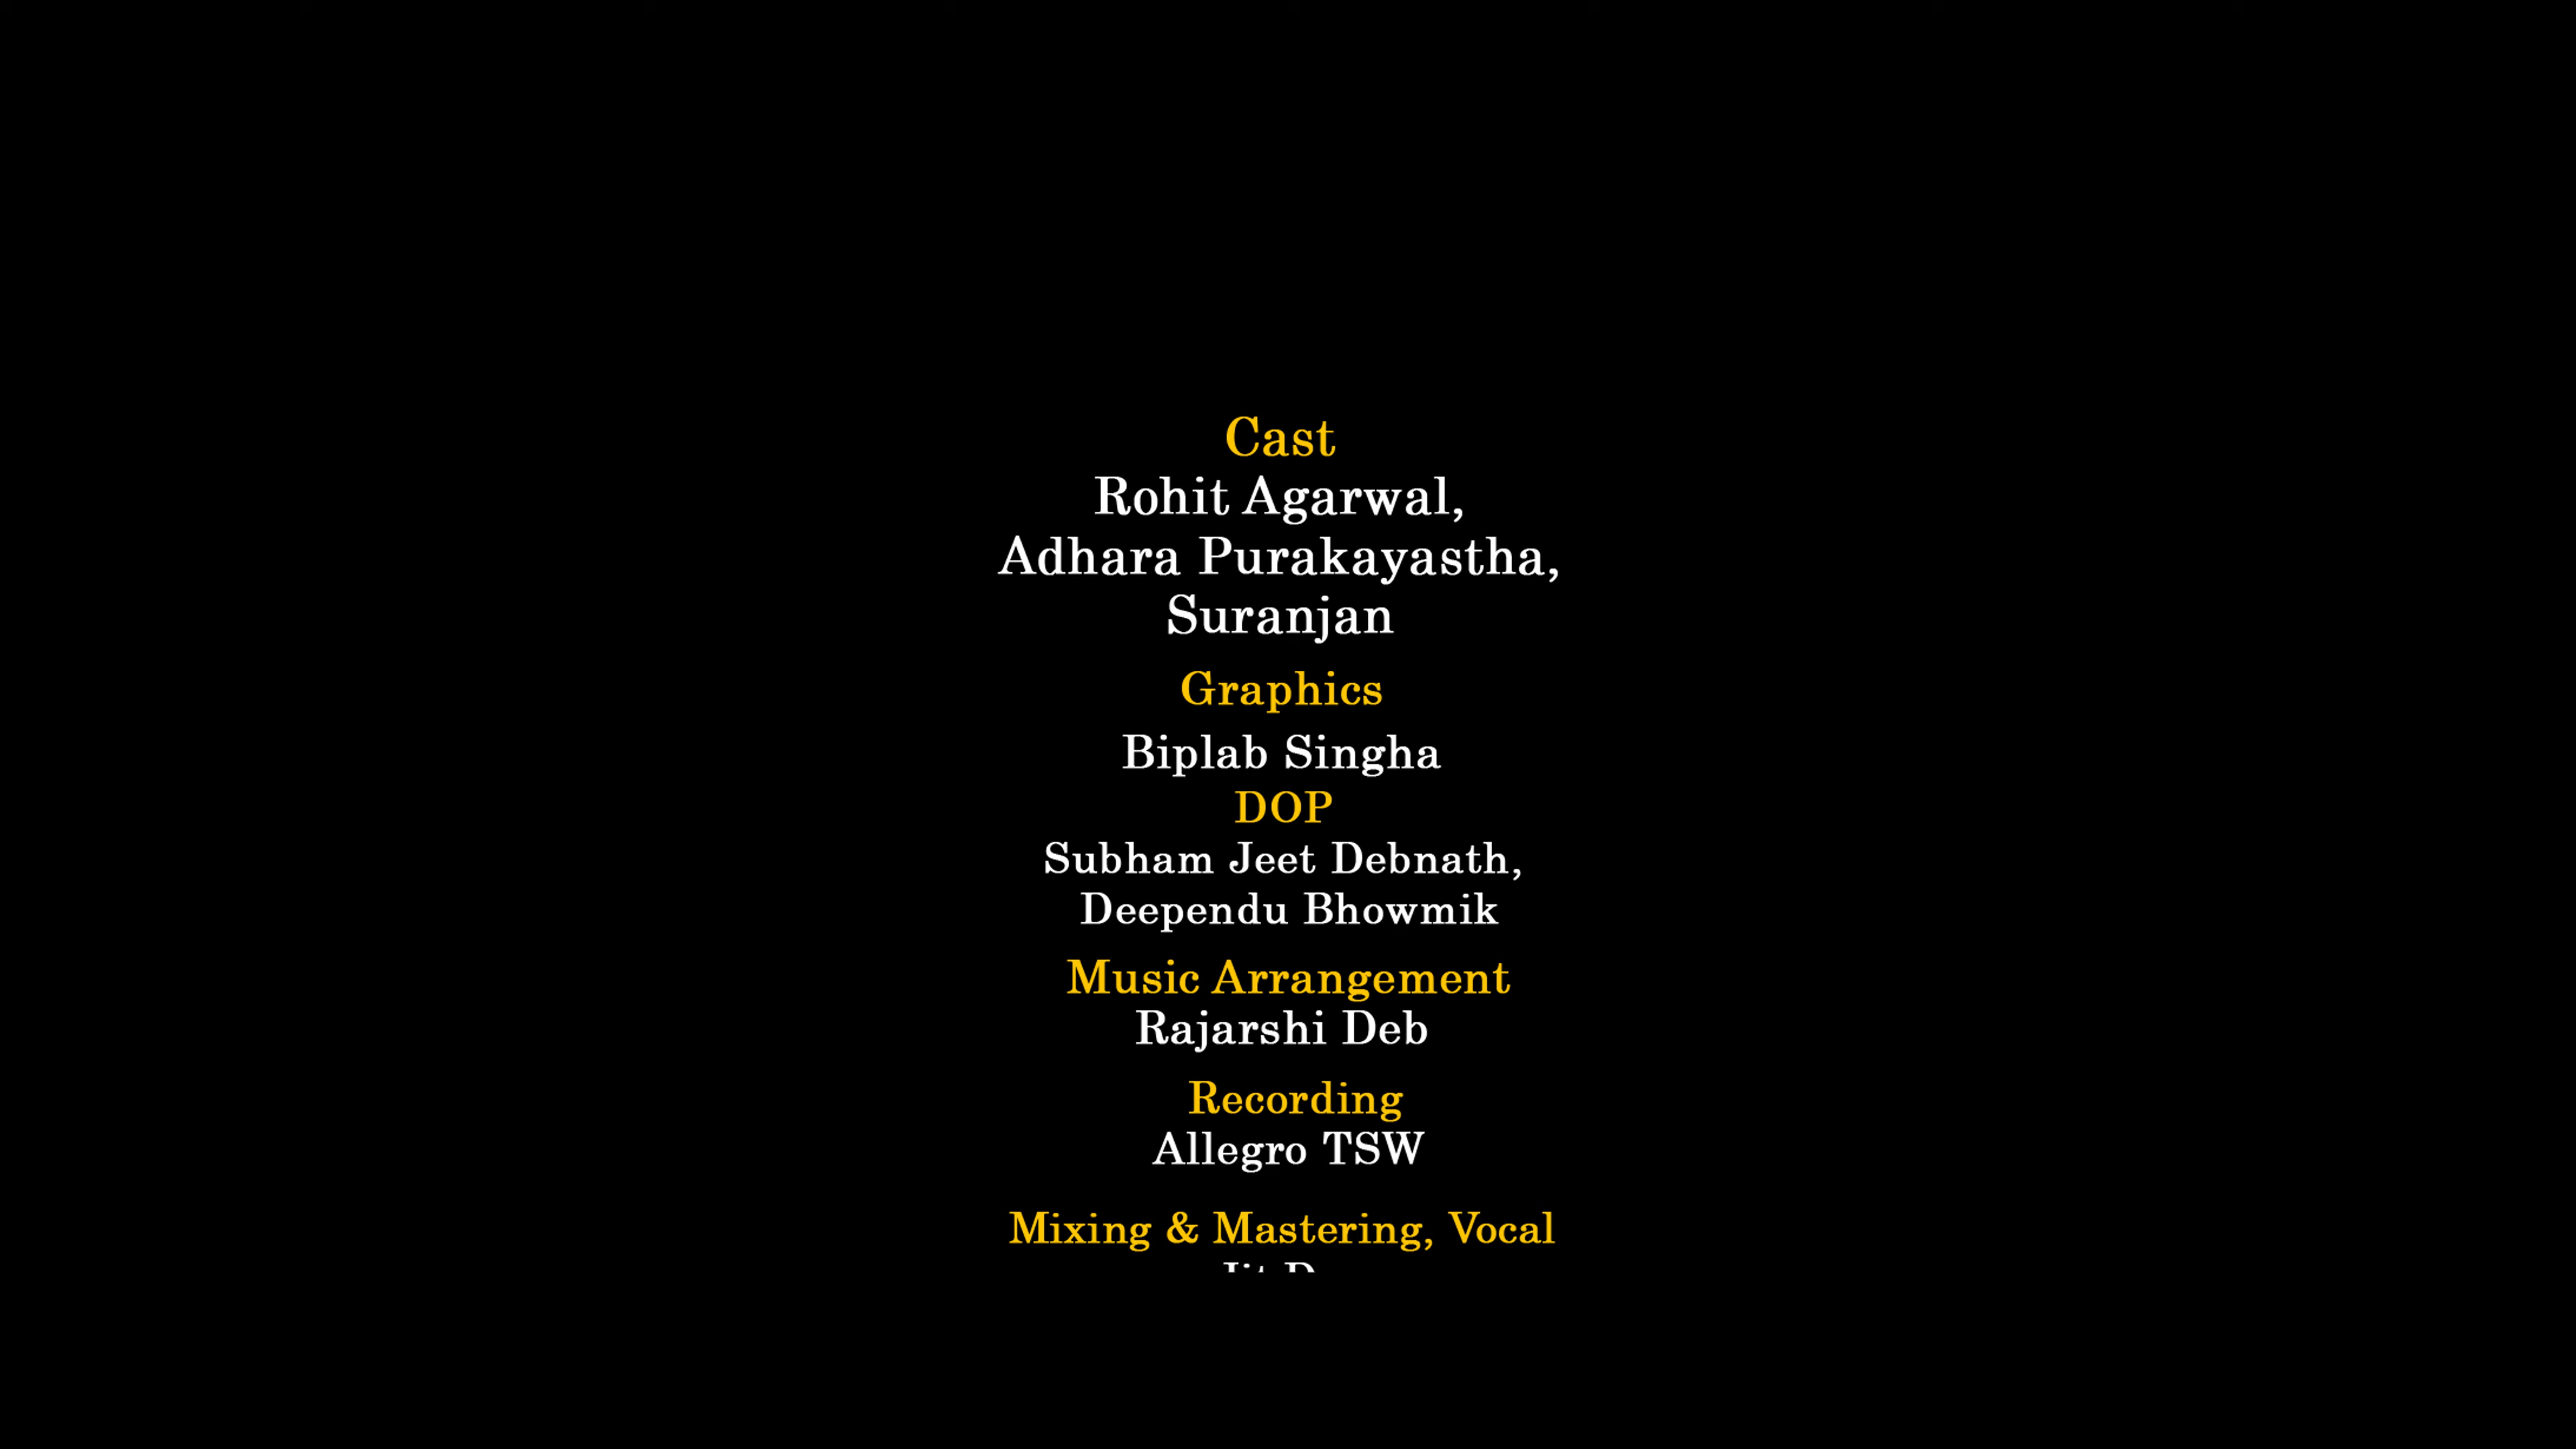 Cast
Rohit Agarwal,
Adhara Purakayastha,
Suranjan
Graphics
Biplab Singha
DOP
Subham Jeet Debnath,
Deependu Bhowmik
Music Arrangement
Rajarshi Deb
Recording
Allegro TSW
Mixing & Mastering, Vocal
Jit